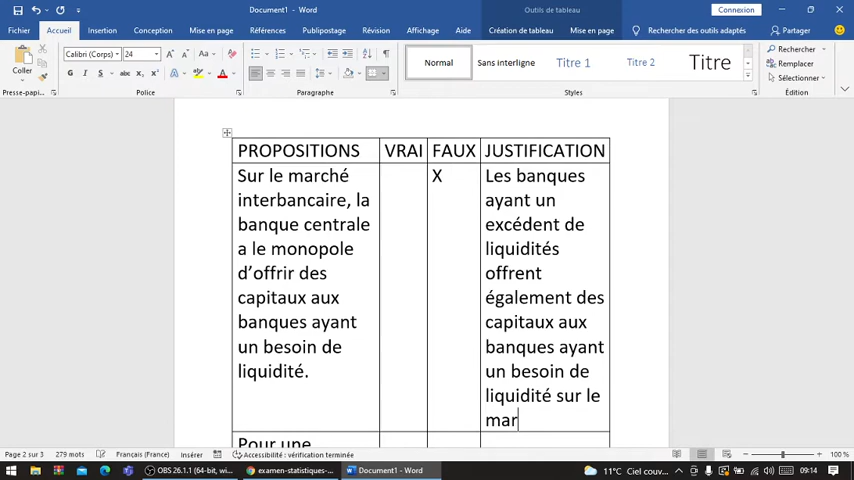 Document1 - Word
Outils de tableau
Connexion
Fichier Accueil Insertion Conception Mise en page Références Publipostage Révision Affichage Aide Création de tableau Mise en page Rechercher des outils adaptés Partager
Coller
Calibri (Corps) 24
Normal Sans interligne Titre 1 Titre 2 Titre
Rechercher
Remplacer
Sélectionner
Presse-papi... Police Paragraphe Styles Édition
PROPOSITIONS VRAI FAUX JUSTIFICATION
Sur le marché
interbancaire, la
banque centrale
a le monopole
d’offrir des
capitaux aux
banques ayant
un besoin de
liquidité.
X
Les banques
ayant un
excédent de
liquidités
offrent
également des
capitaux aux
banques ayant
un besoin de
liquidité sur le
mar
Pour une
Page 2 sur 3 279 mots Français (France) Insérer Accessibilité : vérification terminée 100 %
OBS 26.1.1 (64-bit, wi... examen-statistiques-... Document1 - Word 11°C Ciel couv... 09:14